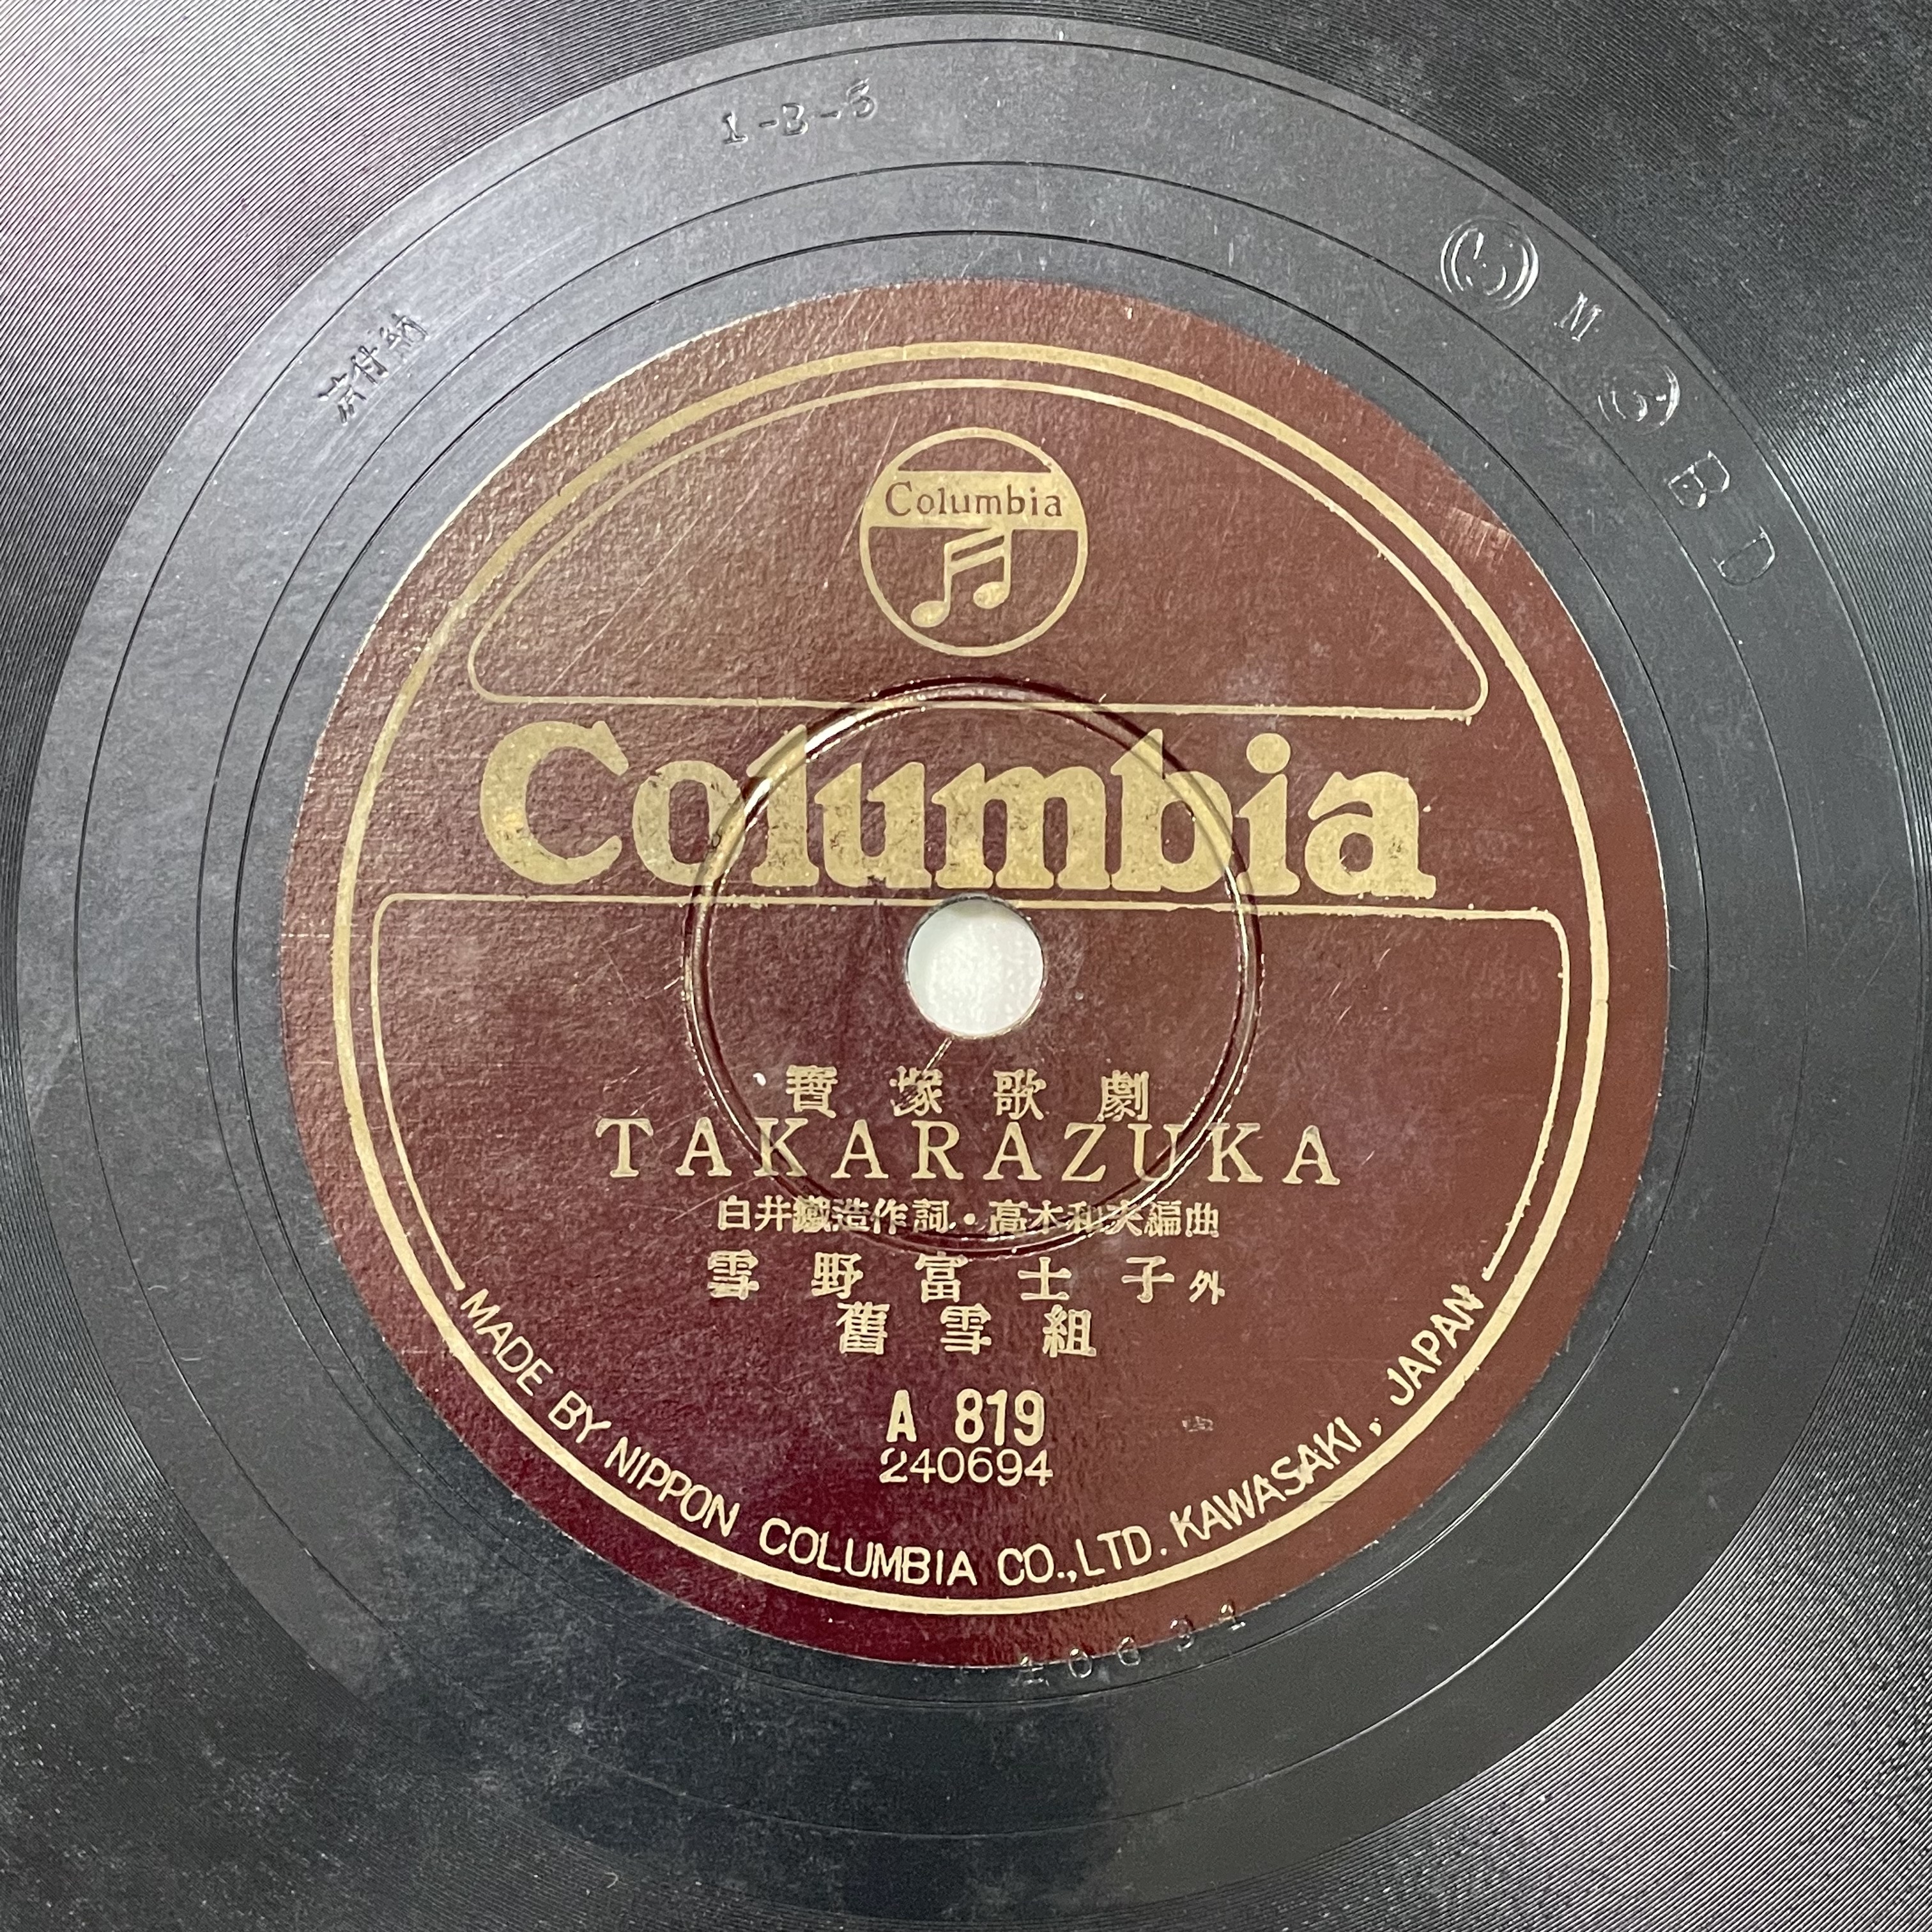 1-B-5
M
B D
Columbia
Columbia
寶塚歌劇
TAKARAZUKA
白井鐵造作詞・高木和夫編曲
雪野富士子外
舊雪組
A 819
240694
MADE BY NIPPON COLUMBIA CO.,LTD. KAWASAKI, JAPAN